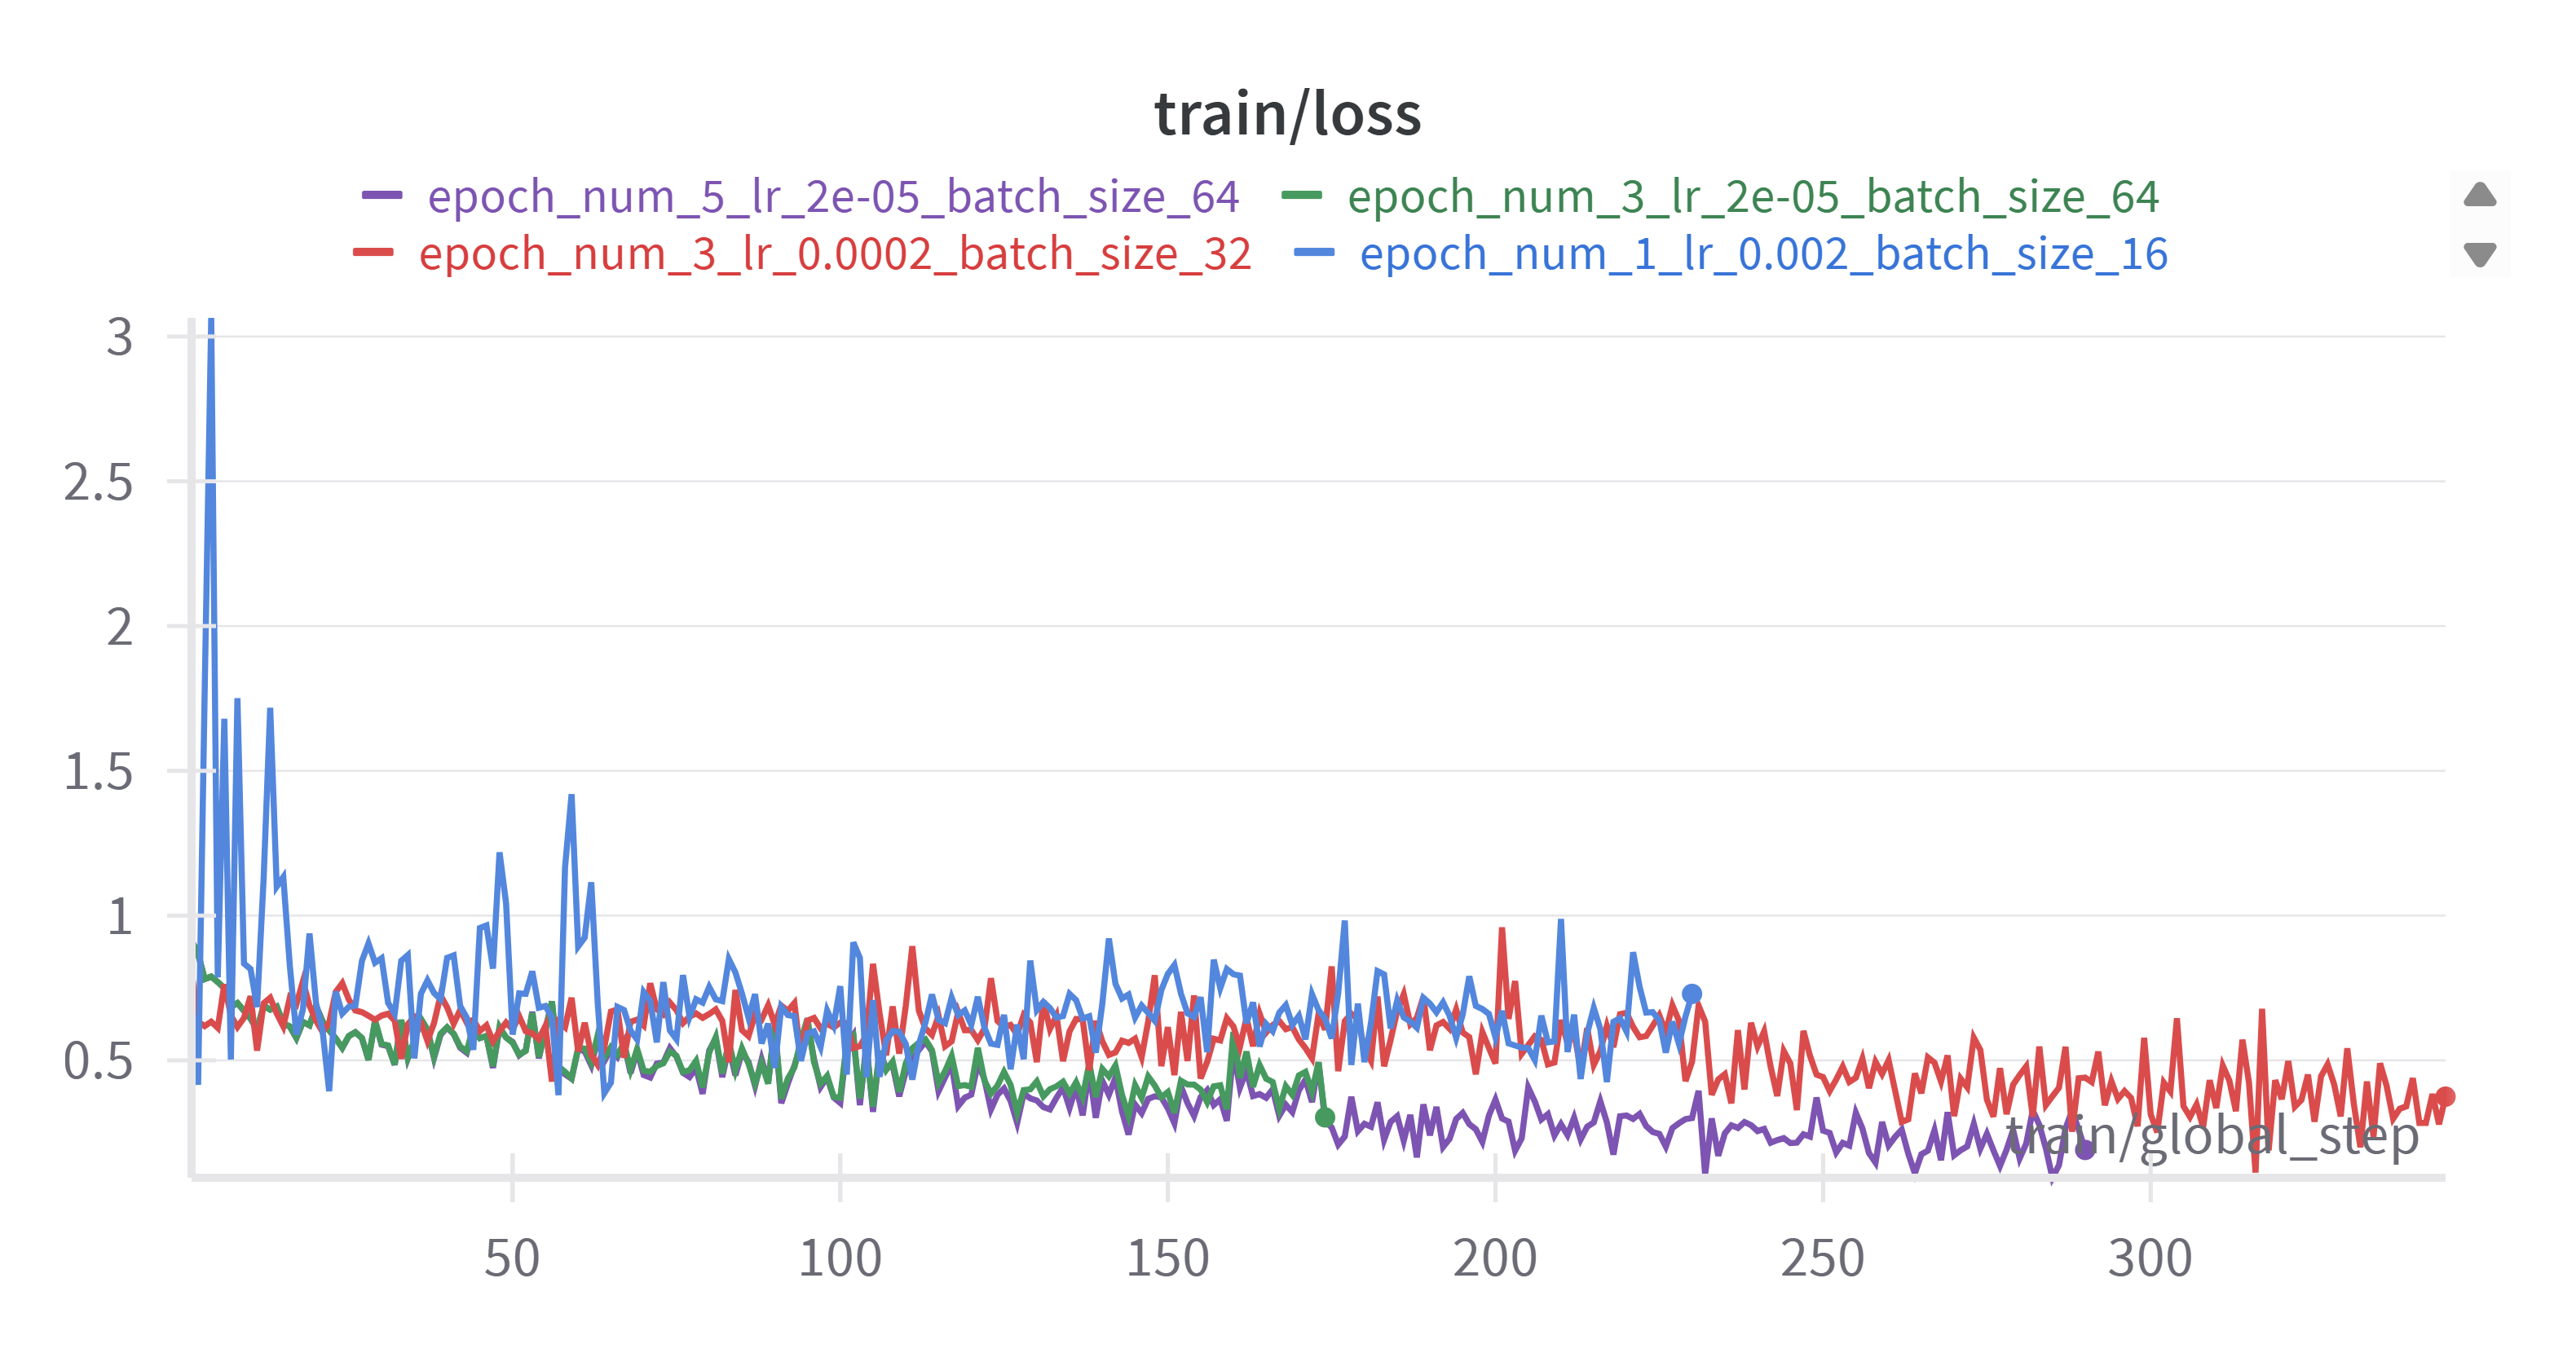 train/loss
epoch_num_5_lr_2e-05_batch_size_64 epoch_num_3_lr_2e-05_batch_size_64
epoch_num_3_lr_0.0002_batch_size_32 epoch_num_1_lr_0.002_batch_size_16
3
2.5
2
1.5
1
0.5
train/global_step
50 100 150 200 250 300